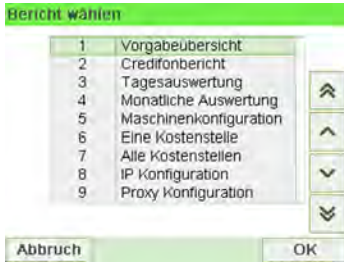 Bericht wählen
1 Vorgabeübersicht
2 Credifonbericht
3 Tagesauswertung
4 Monatliche Auswertung
5 Maschinenkonfiguration
6 Eine Kostenstelle
7 Alle Kostenstellen
8 IP Konfiguration
9 Proxy Konfiguration
Abbruch OK